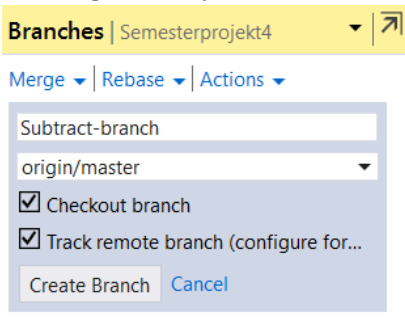 Branches | Semesterprojekt4
Merge | Rebase | Actions
Subtract-branch
origin/master
Checkout branch
Track remote branch (configure for...
Create Branch Cancel